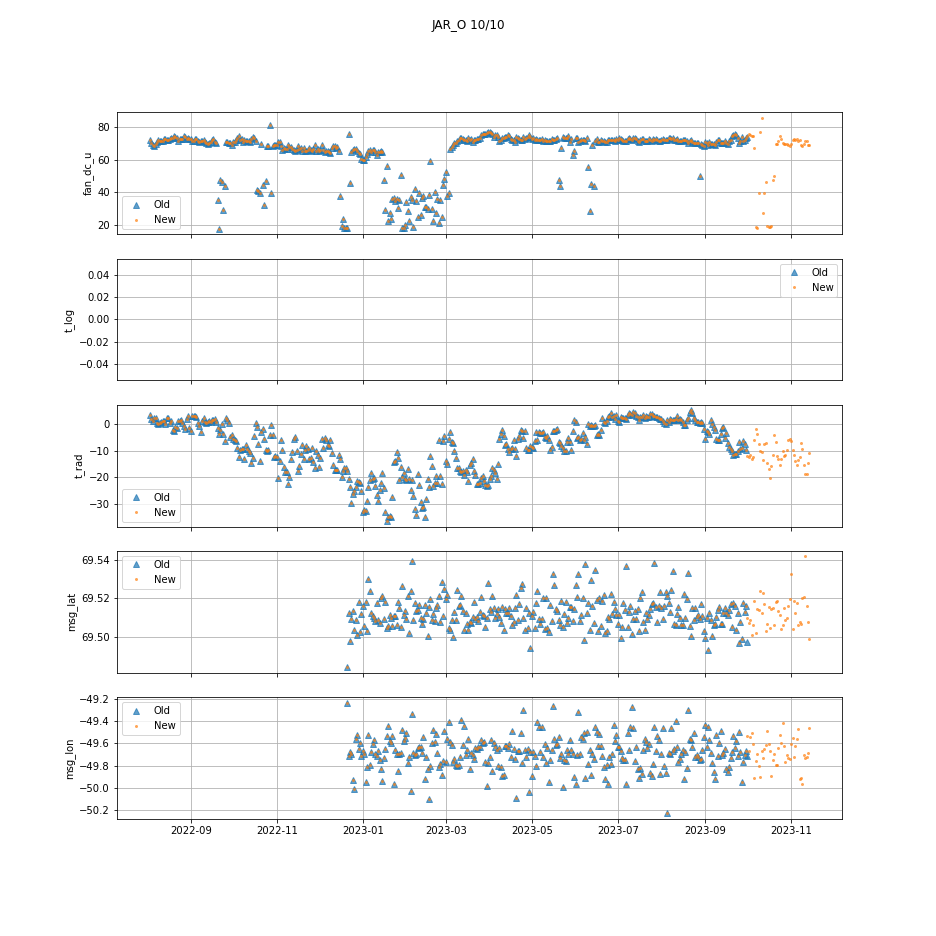 JAR_O 10/10
fan_dc_u
80
60
40
20
Old
New
t_log
0.04
0.02
0.00
−0.02
−0.04
Old
New
t_rad
0
−10
−20
−30
Old
New
msg_lat
69.54
69.52
69.50
Old
New
msg_lon
−49.2
−49.4
−49.6
−49.8
−50.0
−50.2
Old
New
2022-09 2022-11 2023-01 2023-03 2023-05 2023-07 2023-09 2023-11